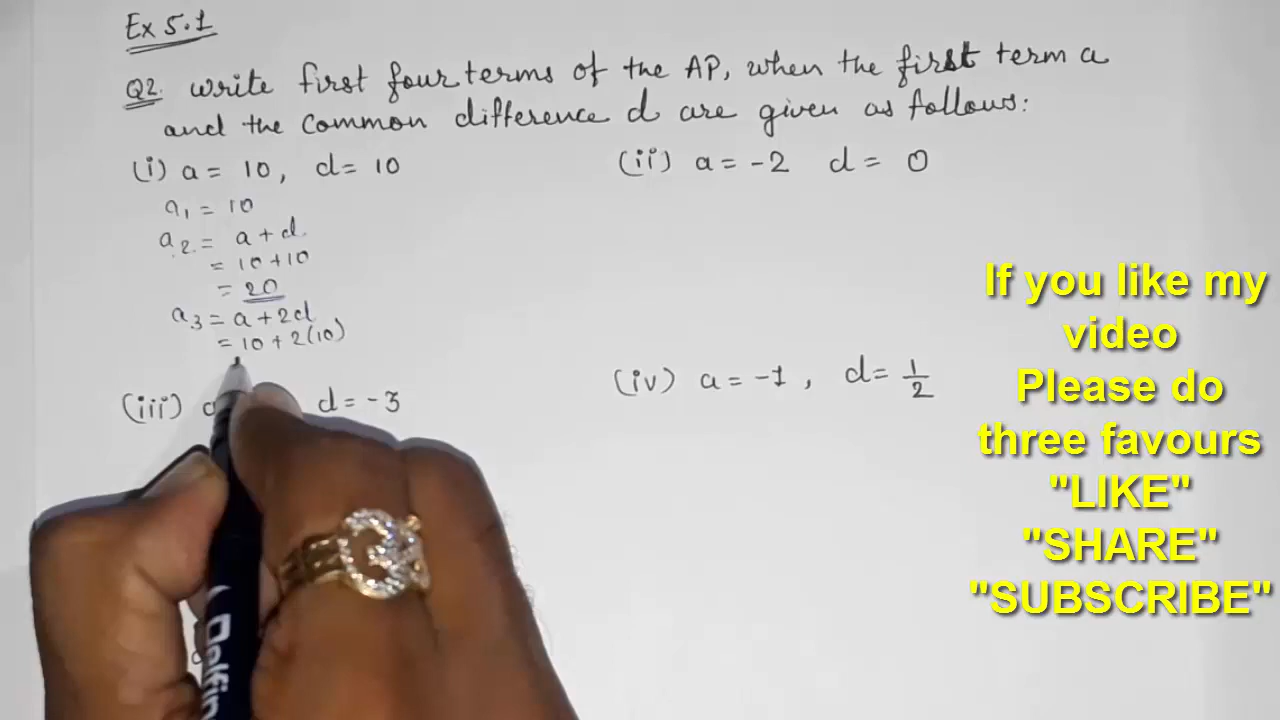 Ex 5.1
Q2. Write first four terms of the AP, when the first term a
and the common difference d are given as follows:
(i) a = 10, d = 10
a₁ = 10
a₂ = a + d
= 10 + 10
= 20
a₃ = a + 2d
= 10 + 2(10)
(ii) a = -2 d = 0
(iii) d = -3
(iv) a = -1, d = 1/2
If you like my
video
Please do
three favours
"LIKE"
"SHARE"
"SUBSCRIBE"
Delfin